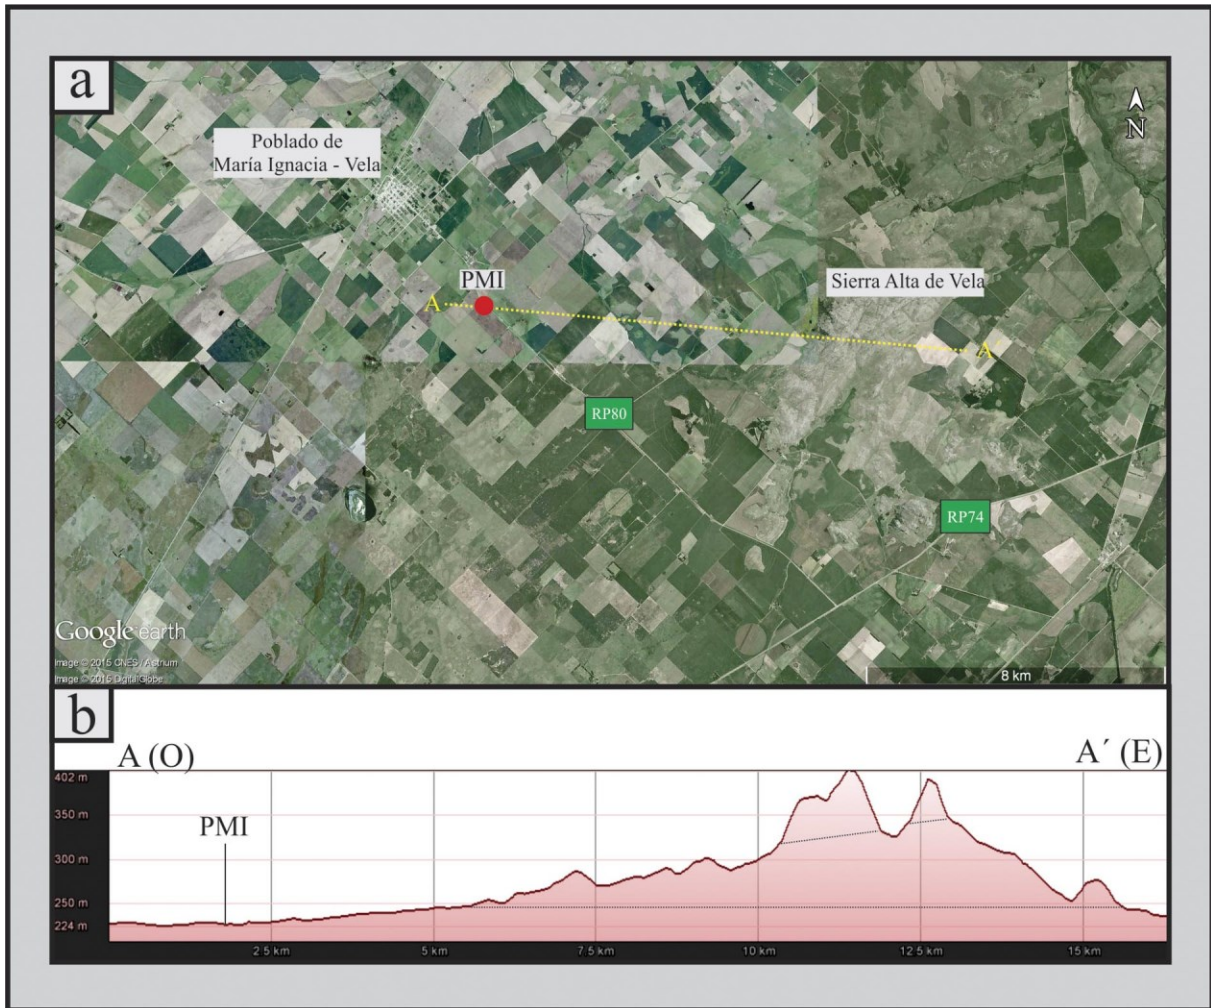 a
N
Poblado de
María Ignacia - Vela
PMI
A
Sierra Alta de Vela
A´
RP80
RP74
Google earth
Image © 2015 CNES / Astrium
Image © 2015 DigitalGlobe
8 km
b
A (O)
A´ (E)
402 m
350 m
PMI
300 m
250 m
224 m
2.5 km
5 km
7.5 km
10 km
12.5 km
15 km